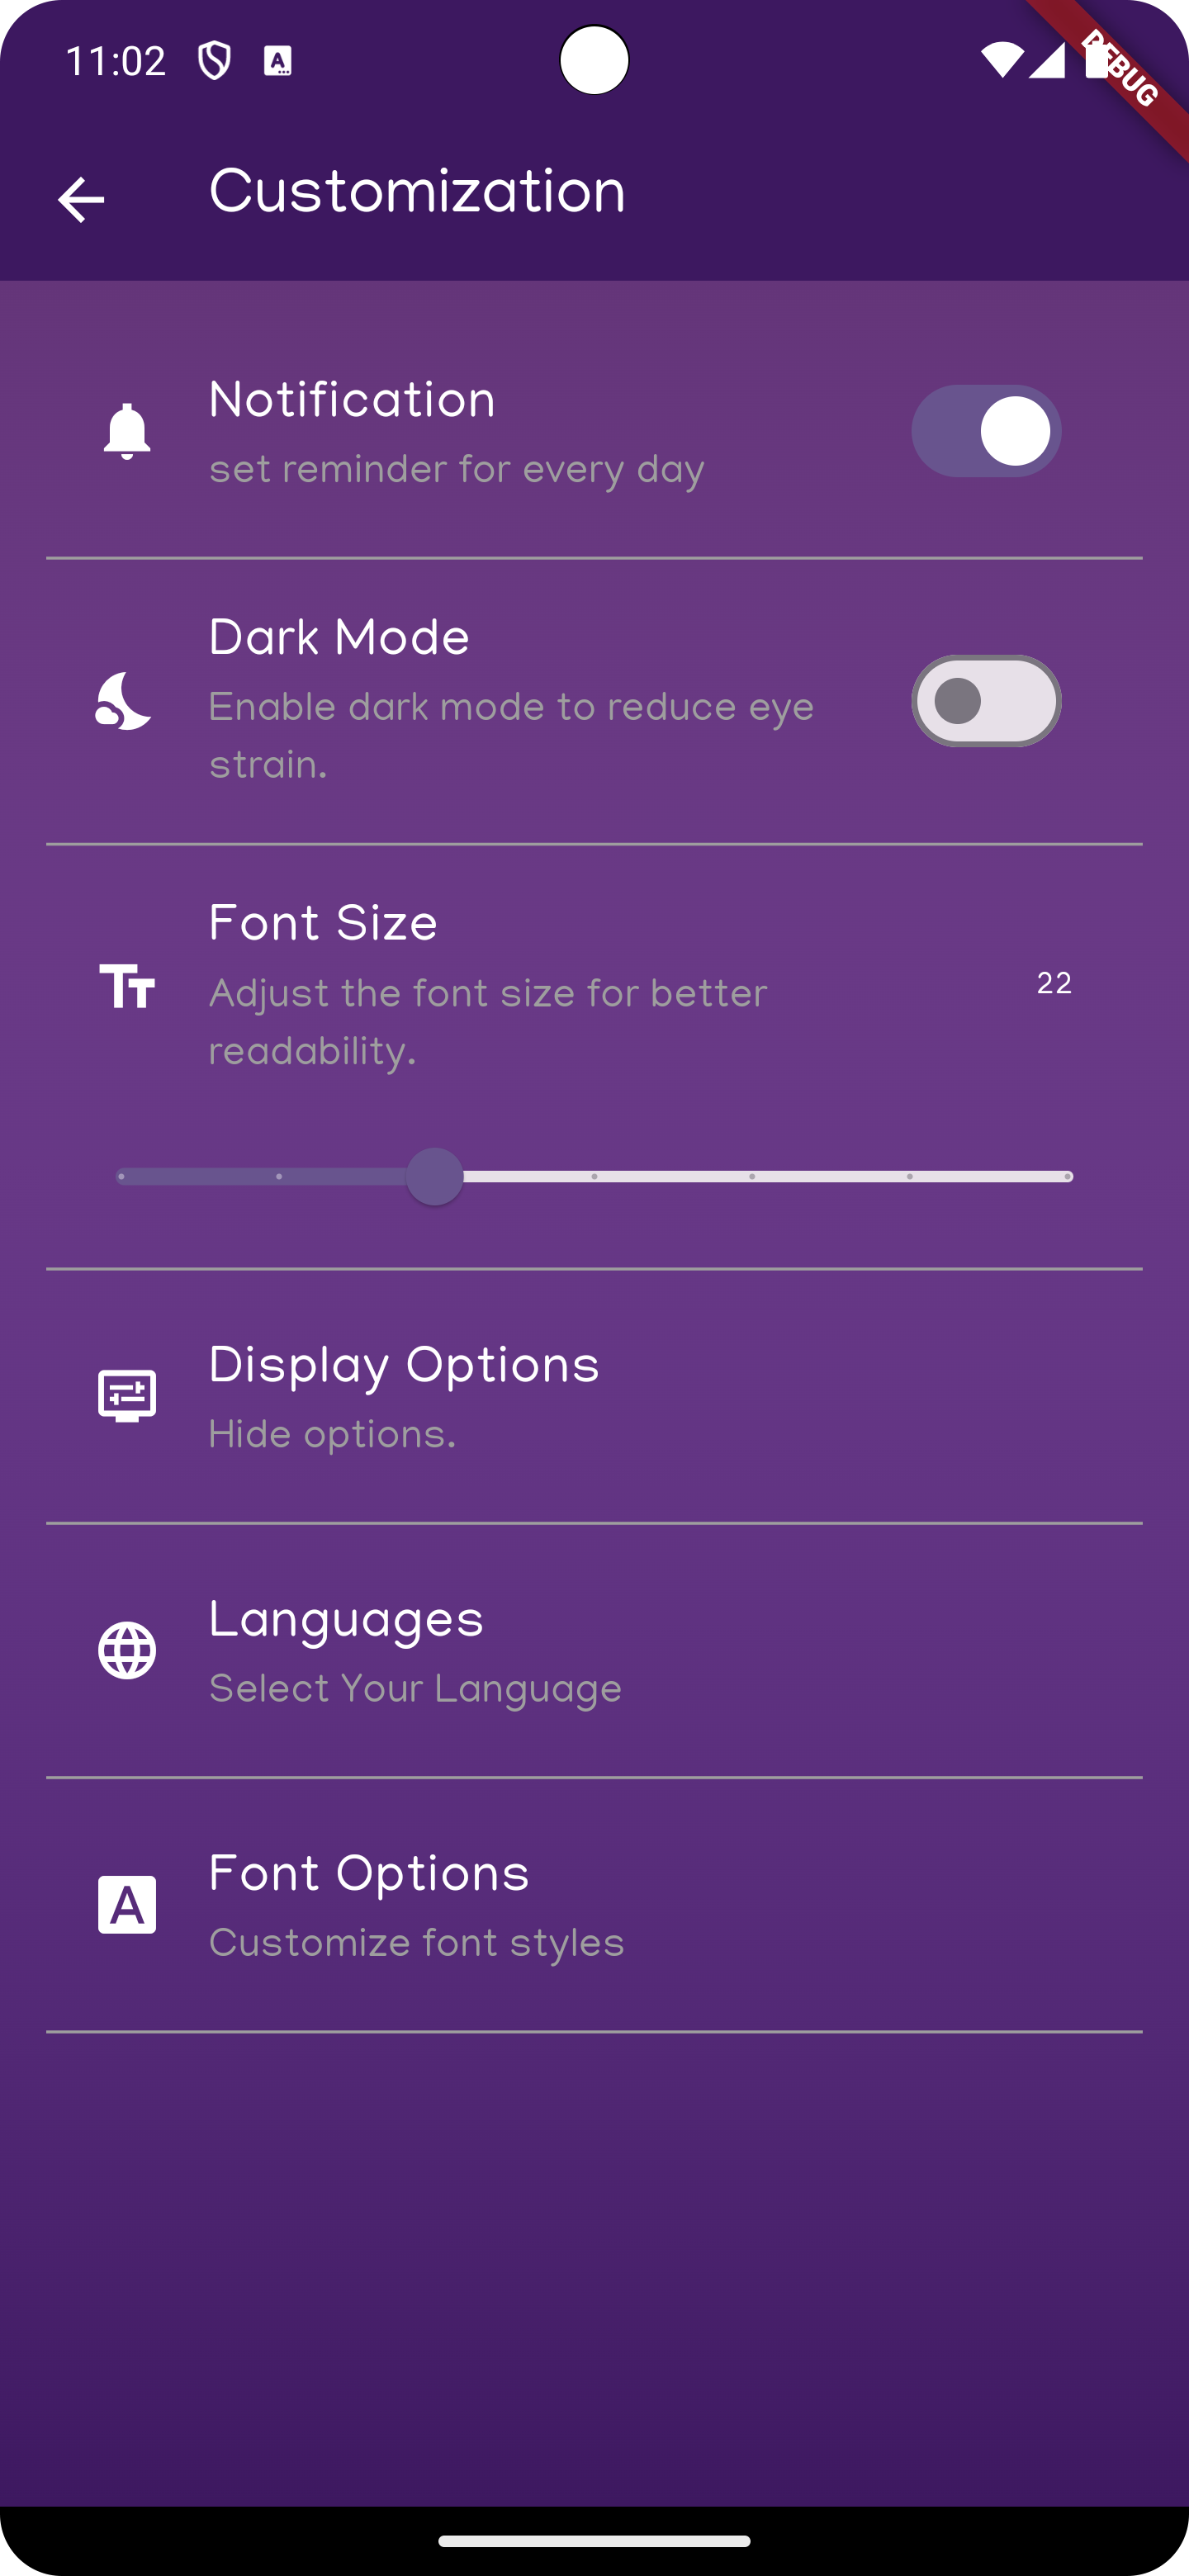 11:02
DEBUG
Customization
Notification
set reminder for every day
Dark Mode
Enable dark mode to reduce eye
strain.
Font Size
Adjust the font size for better
readability.
22
Display Options
Hide options.
Languages
Select Your Language
Font Options
Customize font styles